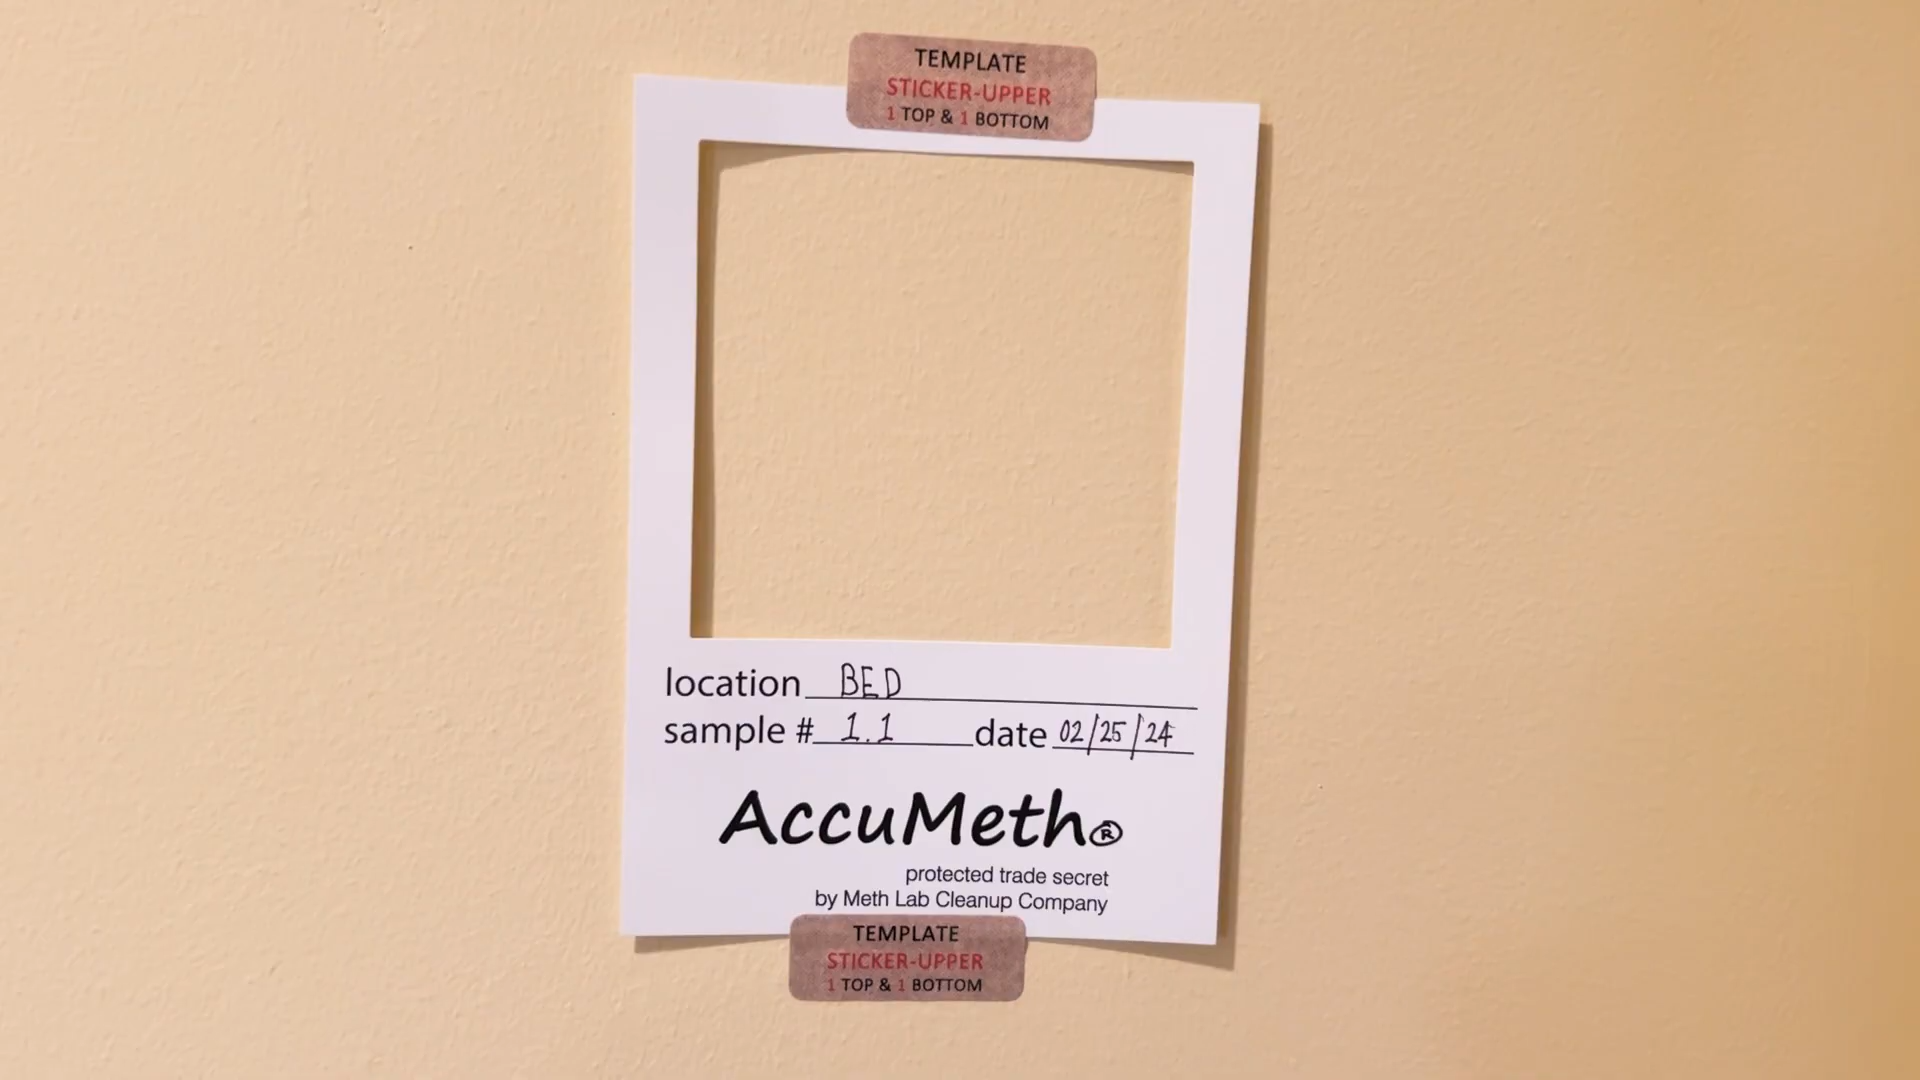 TEMPLATE
STICKER-UPPER
1 TOP & 1 BOTTOM
location BED
sample # 1.1 date 02/25/24
AccuMeth®
protected trade secret
by Meth Lab Cleanup Company
TEMPLATE
STICKER-UPPER
1 TOP & 1 BOTTOM